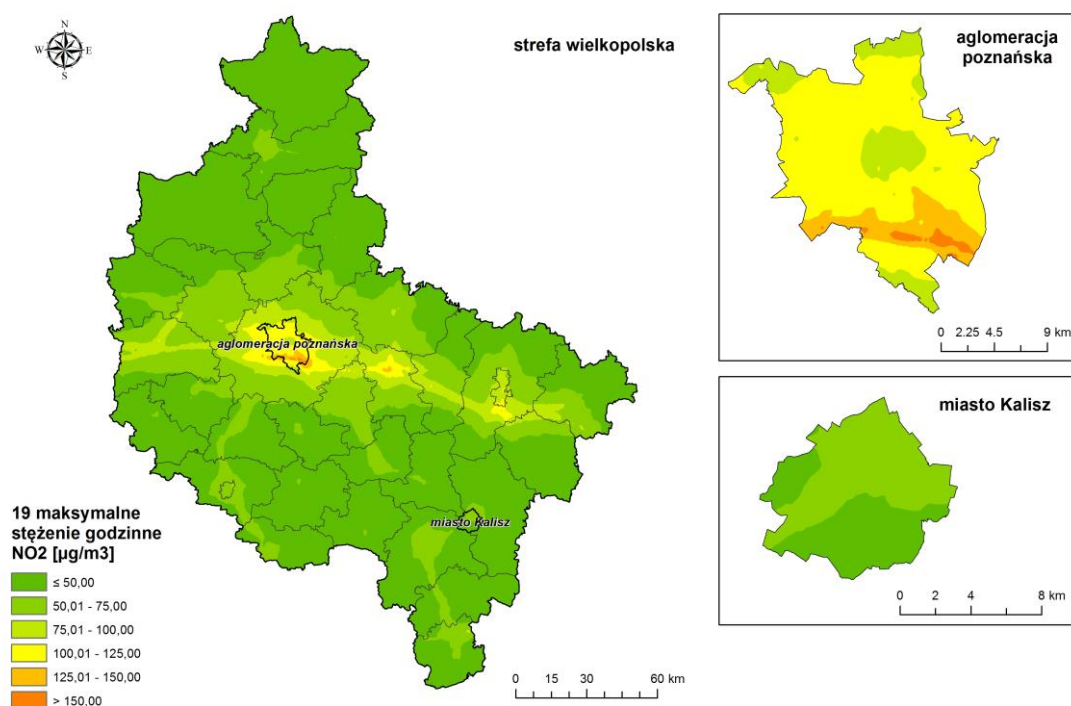 N
W E
S
strefa wielkopolska
aglomeracja poznańska
miasto Kalisz
19 maksymalne
stężenie godzinne
NO2 [µg/m3]
≤ 50,00
50,01 - 75,00
75,01 - 100,00
100,01 - 125,00
125,01 - 150,00
> 150,00
0 15 30 60 km
aglomeracja
poznańska
0 2.25 4.5 9 km
miasto Kalisz
0 2 4 8 km